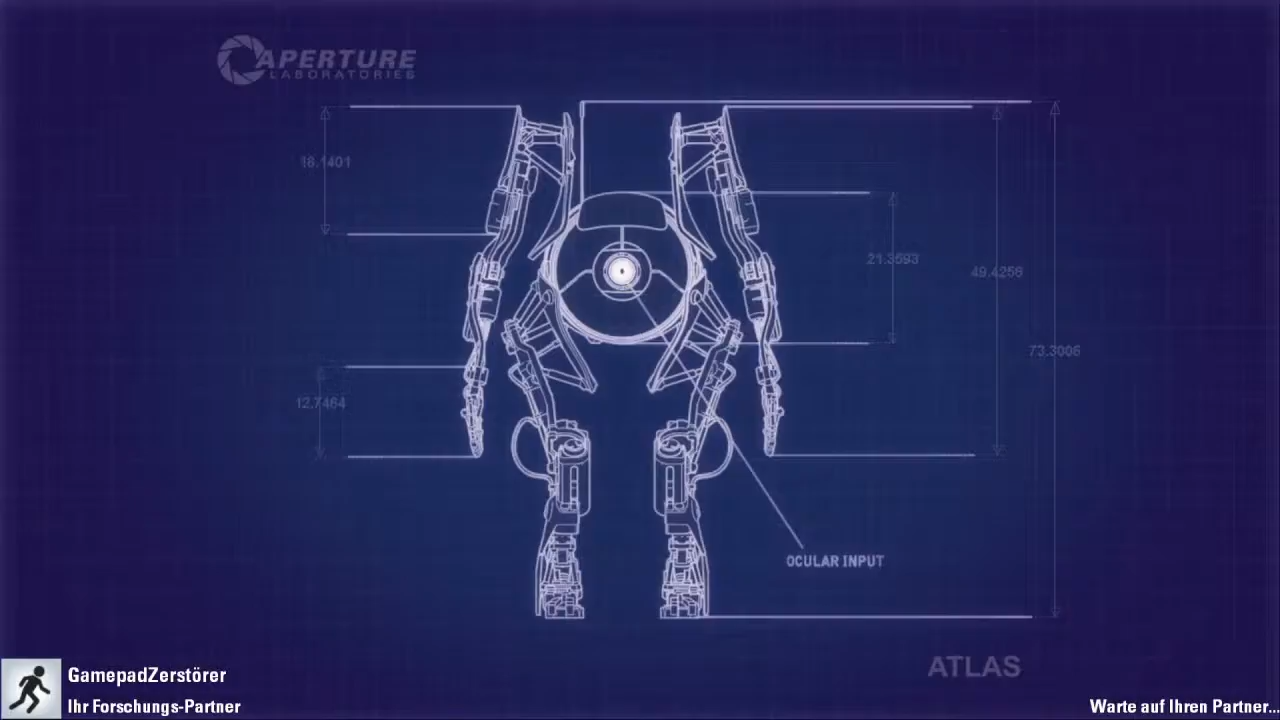 APERTURE
LABORATORIES
18.1401
21.3593
49.4256
73.3006
12.7464
OCULAR INPUT
ATLAS
GamepadZerstörer
Ihr Forschungs-Partner
Warte auf Ihren Partner...